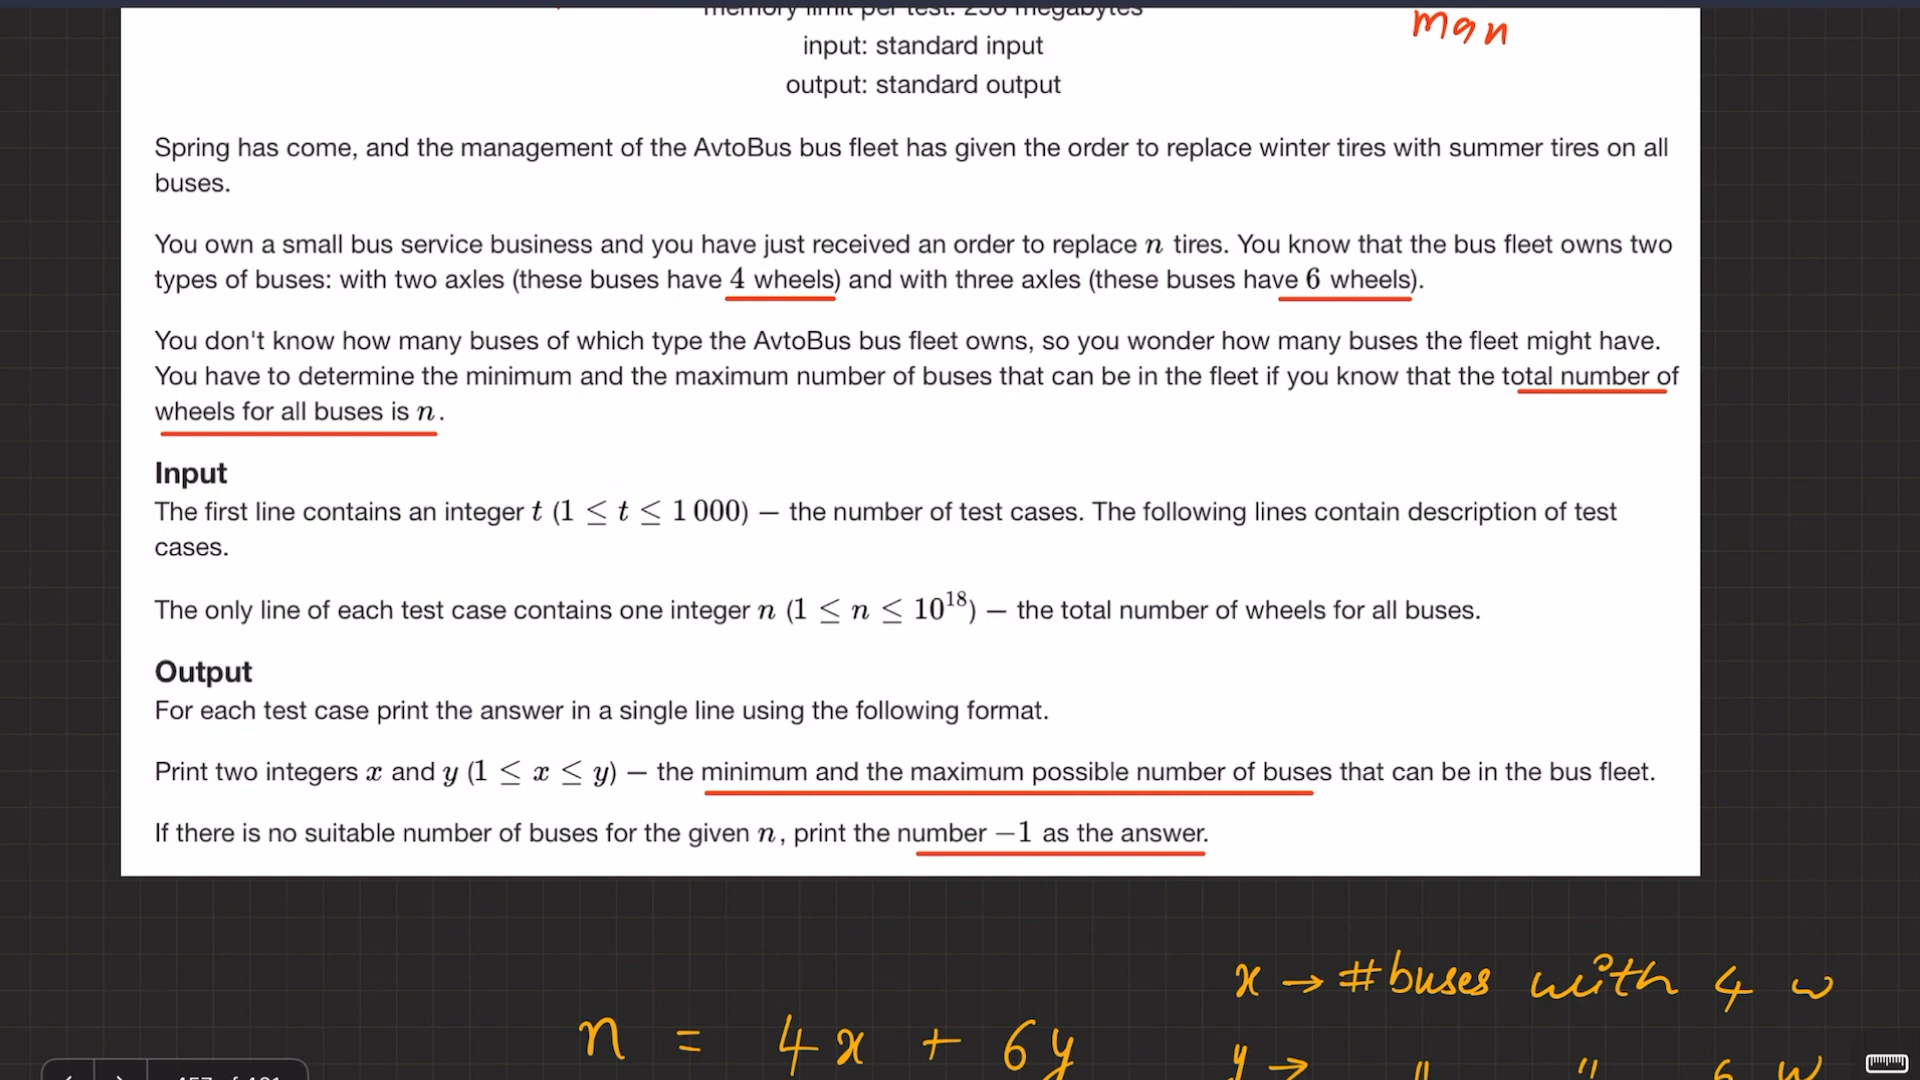 memory limit per test: 256 megabytes
man
input: standard input
output: standard output
Spring has come, and the management of the AvtoBus bus fleet has given the order to replace winter tires with summer tires on all
buses.
You own a small bus service business and you have just received an order to replace n tires. You know that the bus fleet owns two
types of buses: with two axles (these buses have 4 wheels) and with three axles (these buses have 6 wheels).
You don't know how many buses of which type the AvtoBus bus fleet owns, so you wonder how many buses the fleet might have.
You have to determine the minimum and the maximum number of buses that can be in the fleet if you know that the total number of
wheels for all buses is n.
Input
The first line contains an integer t (1 ≤ t ≤ 1 000) — the number of test cases. The following lines contain description of test
cases.
The only line of each test case contains one integer n (1 ≤ n ≤ 10¹⁸) — the total number of wheels for all buses.
Output
For each test case print the answer in a single line using the following format.
Print two integers x and y (1 ≤ x ≤ y) — the minimum and the maximum possible number of buses that can be in the bus fleet.
If there is no suitable number of buses for the given n, print the number −1 as the answer.
x → #buses with 4 w
n = 4x + 6y
y → " " 6 w